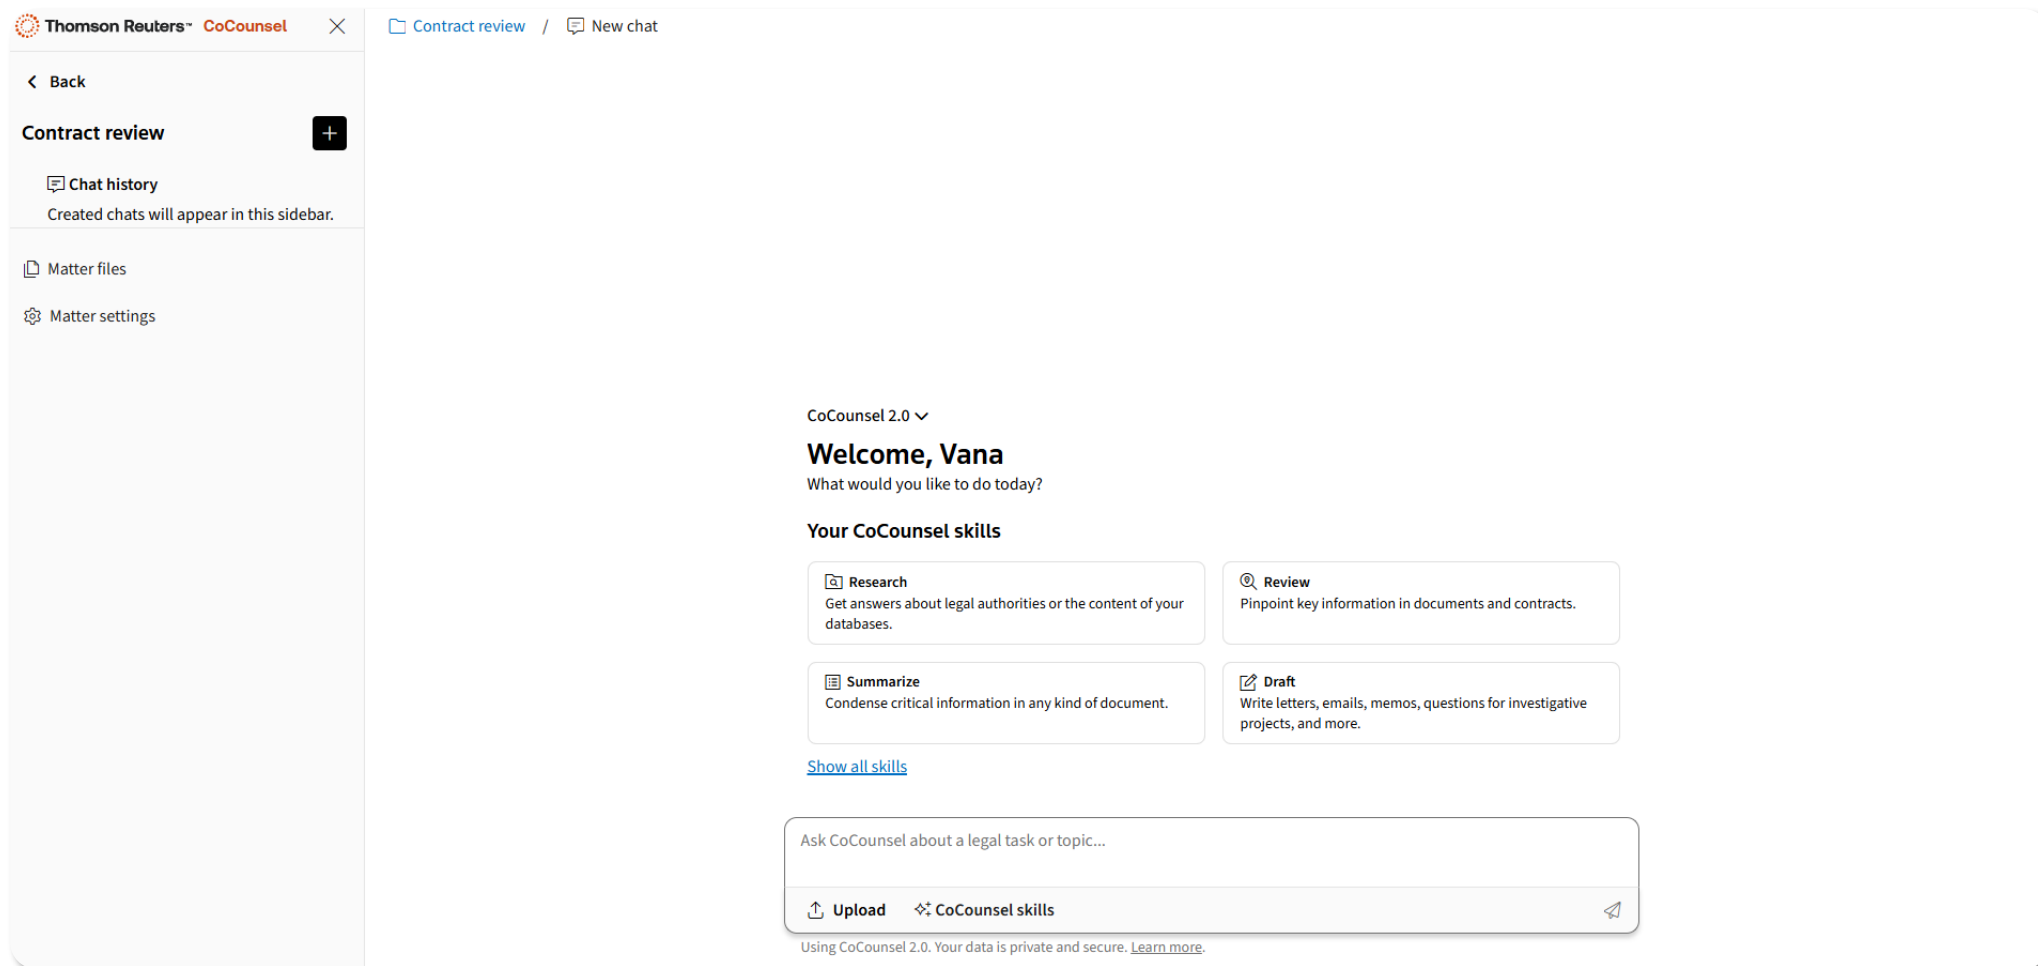 Thomson Reuters™ CoCounsel
Contract review / New chat
Back
Contract review
Chat history
Created chats will appear in this sidebar.
Matter files
Matter settings
CoCounsel 2.0
Welcome, Vana
What would you like to do today?
Your CoCounsel skills
Research
Get answers about legal authorities or the content of your
databases.
Review
Pinpoint key information in documents and contracts.
Summarize
Condense critical information in any kind of document.
Draft
Write letters, emails, memos, questions for investigative
projects, and more.
Show all skills
Ask CoCounsel about a legal task or topic...
Upload CoCounsel skills
Using CoCounsel 2.0. Your data is private and secure. Learn more.